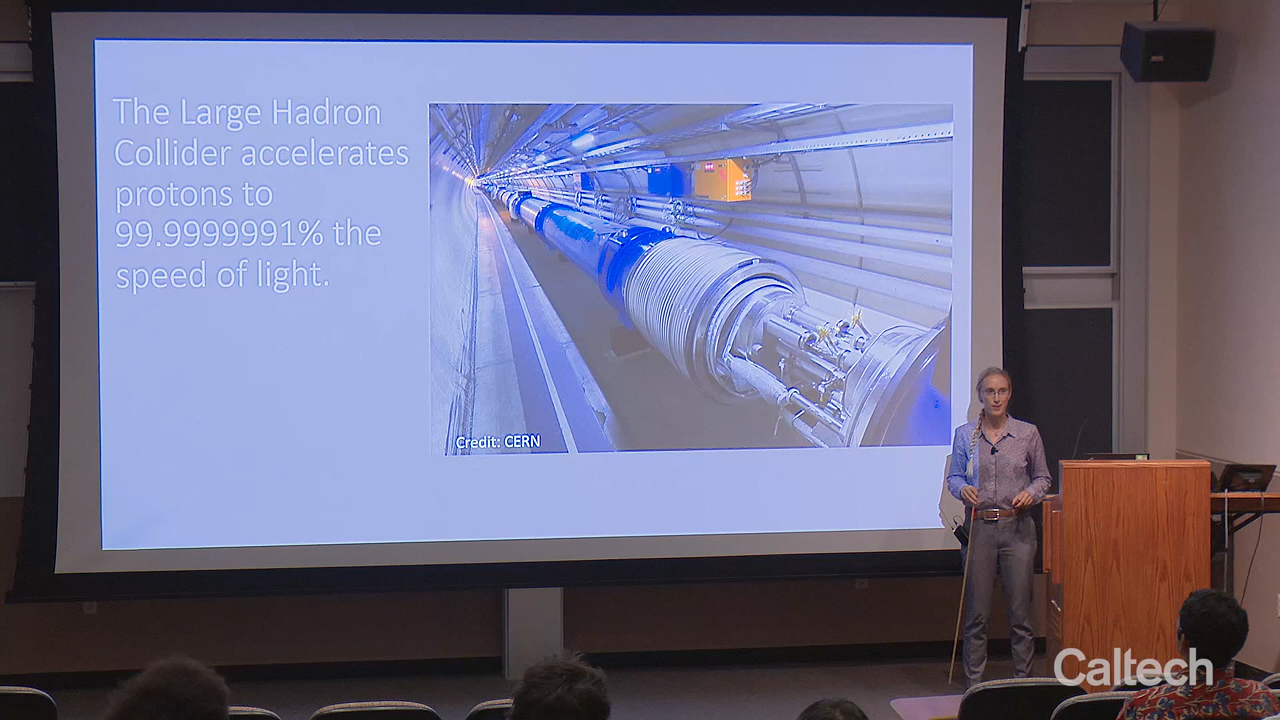 The Large Hadron
Collider accelerates
protons to
99.9999991% the
speed of light.
Credit: CERN
Caltech